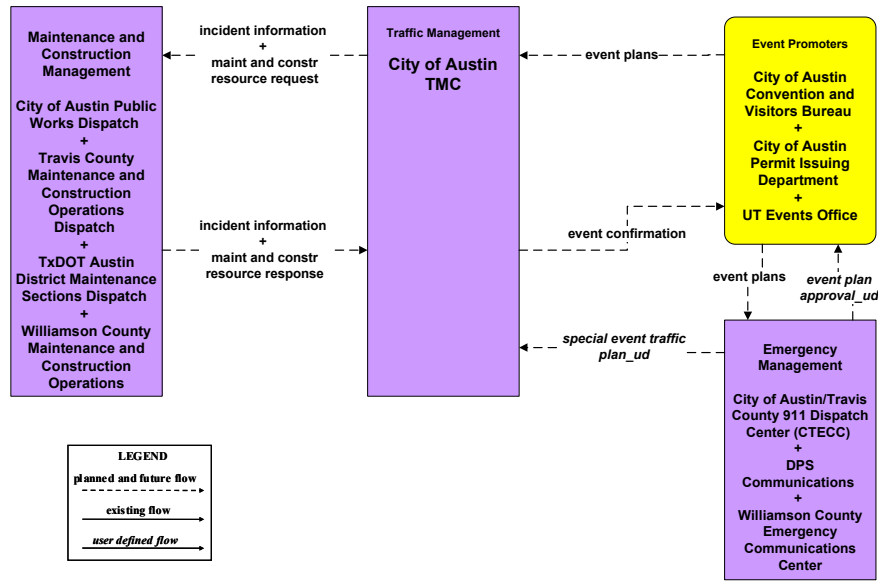 Maintenance and
Construction
Management
City of Austin Public
Works Dispatch
+
Travis County
Maintenance and
Construction
Operations
Dispatch
+
TxDOT Austin
District Maintenance
Sections Dispatch
+
Williamson County
Maintenance and
Construction
Operations
incident information
+
maint and constr
resource request
incident information
+
maint and constr
resource response
Traffic Management
City of Austin
TMC
event plans
event confirmation
special event traffic
plan_ud
Event Promoters
City of Austin
Convention and
Visitors Bureau
+
City of Austin
Permit Issuing
Department
+
UT Events Office
event plans
event plan
approval_ud
Emergency
Management
City of Austin/Travis
County 911 Dispatch
Center (CTECC)
+
DPS
Communications
+
Williamson County
Emergency
Communications
Center
LEGEND
planned and future flow
existing flow
user defined flow